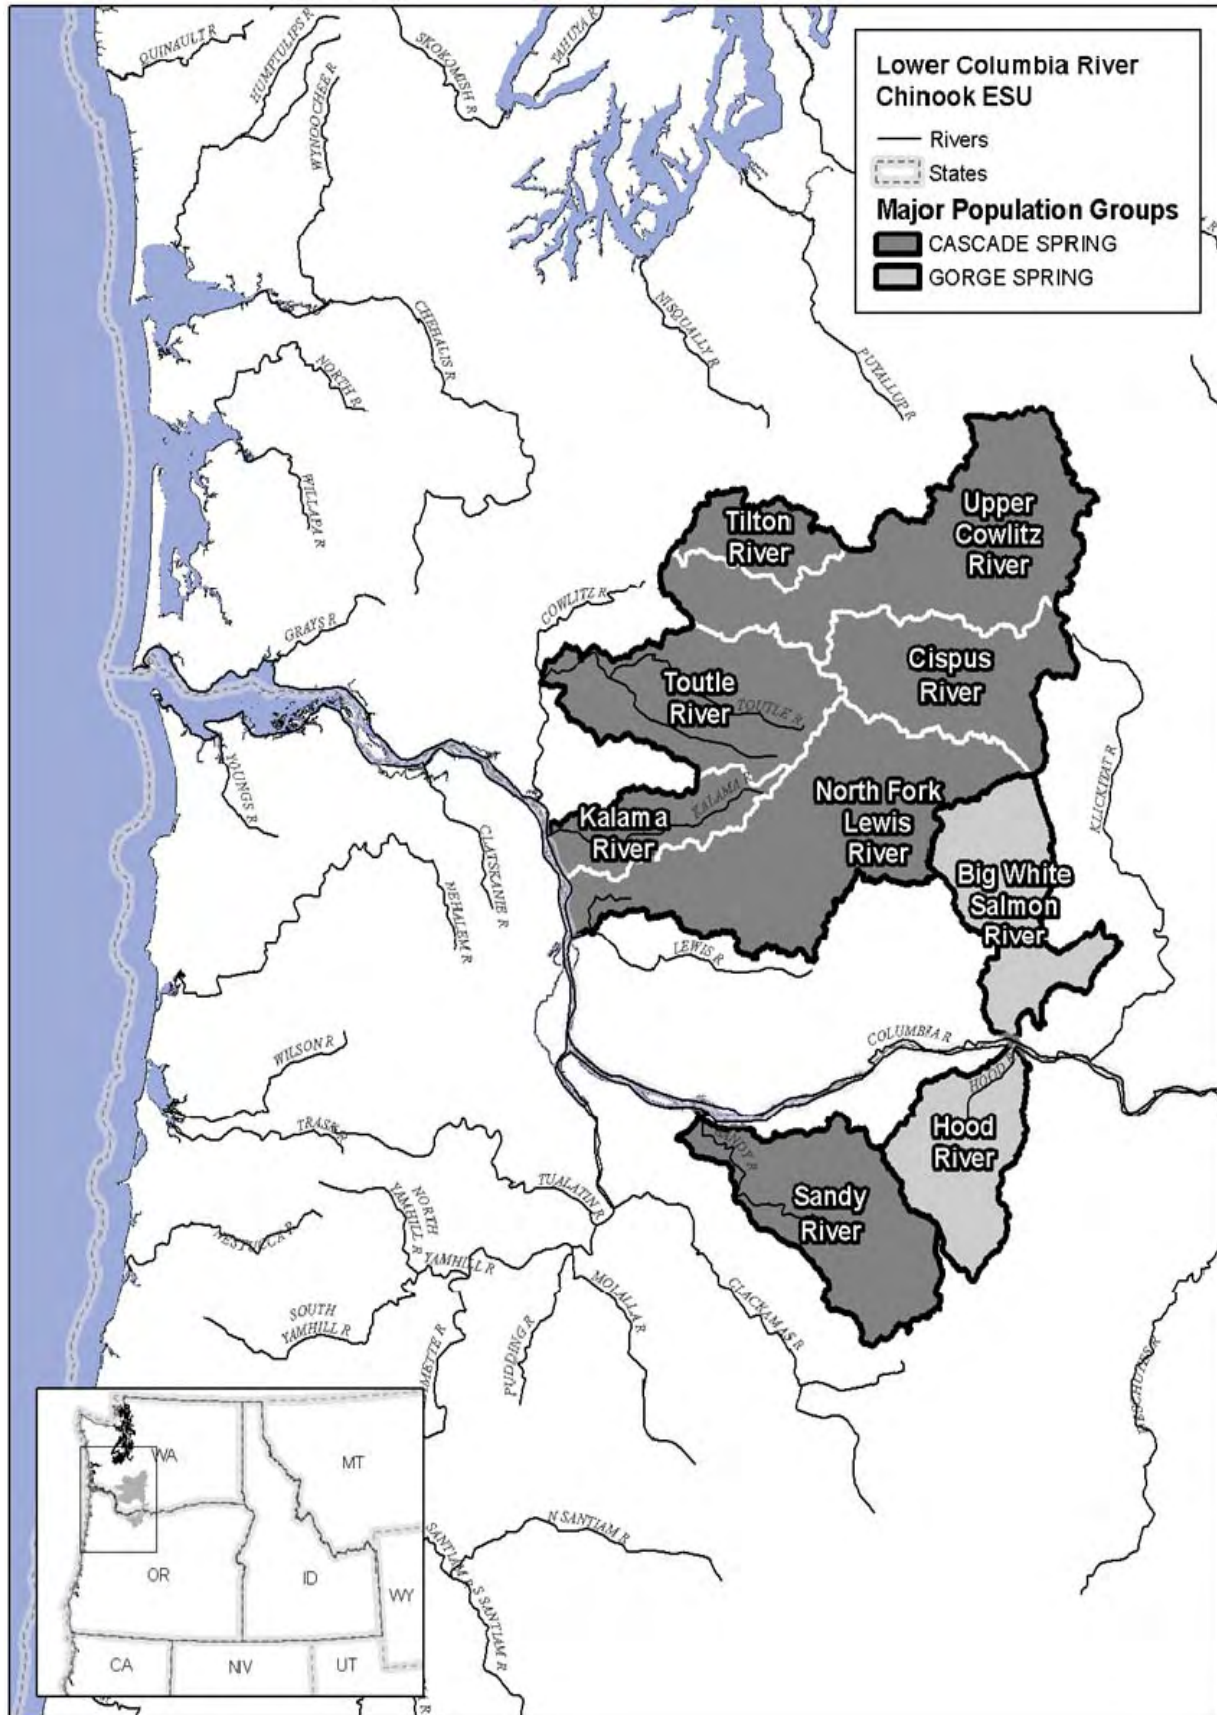 QUINAULT R
HUMPTULIPS R
WYNOOCHEE R
SKOKOMISH R
TAHUYA R
Lower Columbia River
Chinook ESU
Rivers
States
Major Population Groups
CASCADE SPRING
GORGE SPRING
NISQUALLY R
PUYALLUP R
CHEHALIS R
NORTH R
WILLAPA R
Tilton
River
Upper
Cowlitz
River
COWLITZ R
GRAYS R
Cispus
River
Toutle
River
TOUTLE R
KLICKITAT R
YOUNGS R
CLATSKANIE R
NEHALEM R
Kalama
River
KALAMA R
North Fork
Lewis
River
Big White
Salmon
River
LEWIS R
COLUMBIA R
WILSON R
TRASK R
HOOD R
Hood
River
SANDY R
Sandy
River
TUALATIN R
NORTH
YAMHILL R
YAMHILL R
NESTUCCA R
SOUTH
YAMHILL R
MOLALLA R
PUDDING R
CLACKAMAS R
METTE R
DESCHUTES R
N SANTIAM R
SANTIAM R
S SANTIAM R
R
WA
MT
OR
ID
WY
CA
NV
UT